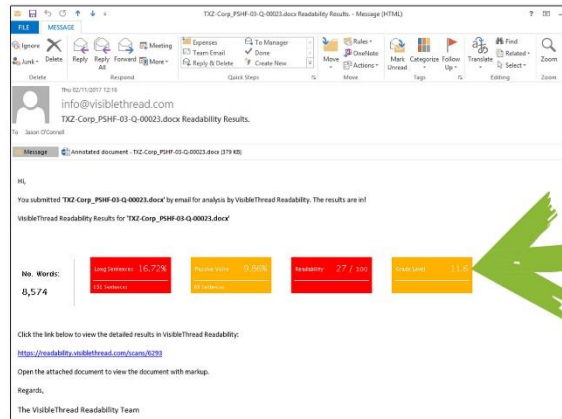 TXZ-Corp_PSHF-03-Q-00023.docx Readability Results. - Message (HTML)
FILE MESSAGE
Ignore
Junk
Delete
Reply
Reply All
Forward
Meeting
More
Expenses
Team Email
Reply & Delete
To Manager
Done
Create New
Move
Rules
OneNote
Actions
Mark Unread
Categorize
Follow Up
Translate
Find
Related
Select
Zoom
Delete Respond Quick Steps Move Tags Editing Zoom
Thu 02/11/2017 12:16
info@visiblethread.com
TXZ-Corp_PSHF-03-Q-00023.docx Readability Results.
To Jason O'Connell
Message Annotated document - TXZ-Corp_PSHF-03-Q-00023.docx (379 KB)
Hi,
You submitted 'TXZ-Corp_PSHF-03-Q-00023.docx' by email for analysis by VisibleThread Readability. The results are in!
VisibleThread Readability Results for 'TXZ-Corp_PSHF-03-Q-00023.docx'
No. Words:
8,574
Long Sentences 16.72%
Passive Voice 9.86%
Sentences
Readability 27 / 100
Grade Level 11.6
Click the link below to view the detailed results in VisibleThread Readability:
https://readability.visiblethread.com/scans/6293
Open the attached document to view the document with markup.
Regards,
The VisibleThread Readability Team